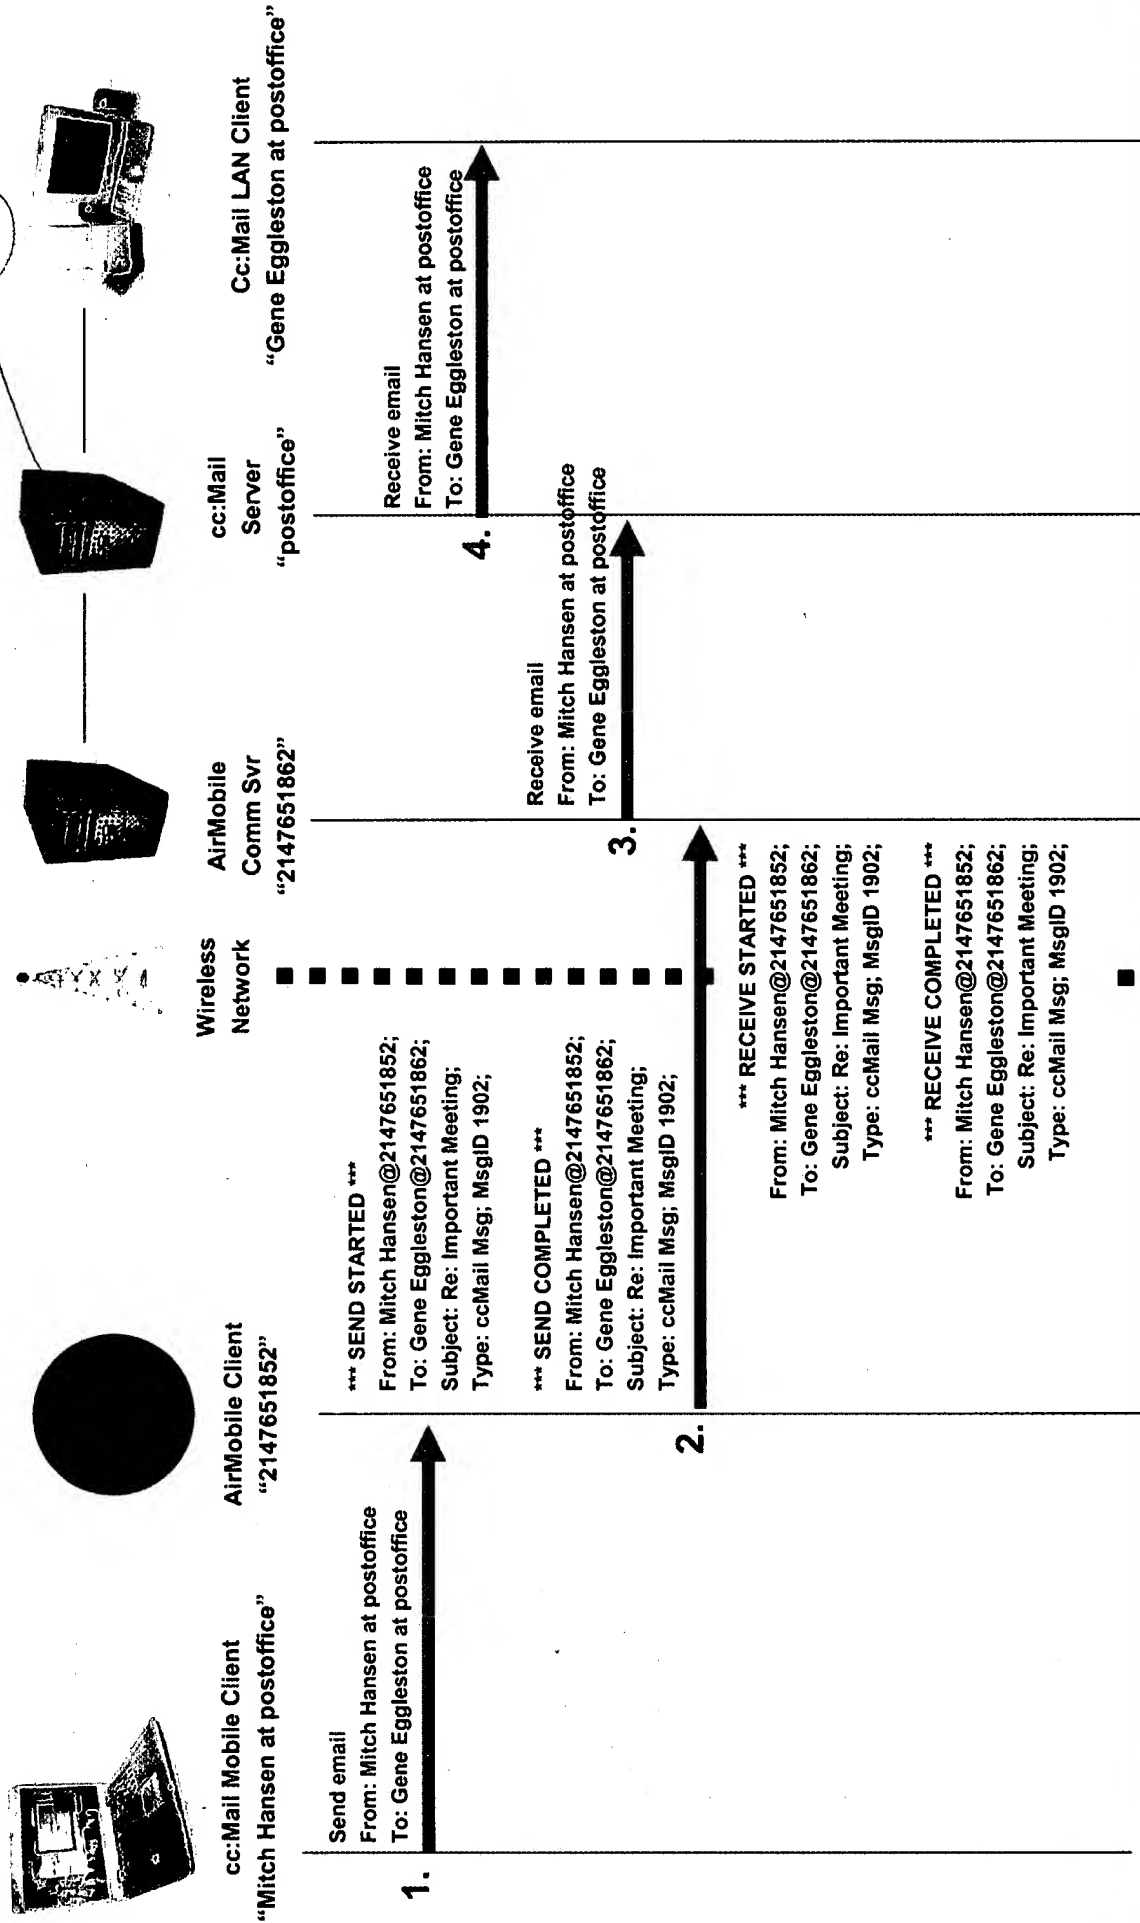 cc:Mail Mobile Client
“Mitch Hansen at postoffice”
AirMobile Client
“2147651852”
Wireless
Network
AirMobile
Comm Svr
“2147651862”
cc:Mail
Server
“postoffice”
Cc:Mail LAN Client
“Gene Eggleston at postoffice”
1.
Send email
From: Mitch Hansen at postoffice
To: Gene Eggleston at postoffice
*** SEND STARTED ***
From: Mitch Hansen@2147651852;
To: Gene Eggleston@2147651862;
Subject: Re: Important Meeting;
Type: ccMail Msg; MsgID 1902;
*** SEND COMPLETED ***
From: Mitch Hansen@2147651852;
To: Gene Eggleston@2147651862;
Subject: Re: Important Meeting;
Type: ccMail Msg; MsgID 1902;
2.
*** RECEIVE STARTED ***
From: Mitch Hansen@2147651852;
To: Gene Eggleston@2147651862;
Subject: Re: Important Meeting;
Type: ccMail Msg; MsgID 1902;
*** RECEIVE COMPLETED ***
From: Mitch Hansen@2147651852;
To: Gene Eggleston@2147651862;
Subject: Re: Important Meeting;
Type: ccMail Msg; MsgID 1902;
3.
Receive email
From: Mitch Hansen at postoffice
To: Gene Eggleston at postoffice
4.
Receive email
From: Mitch Hansen at postoffice
To: Gene Eggleston at postoffice